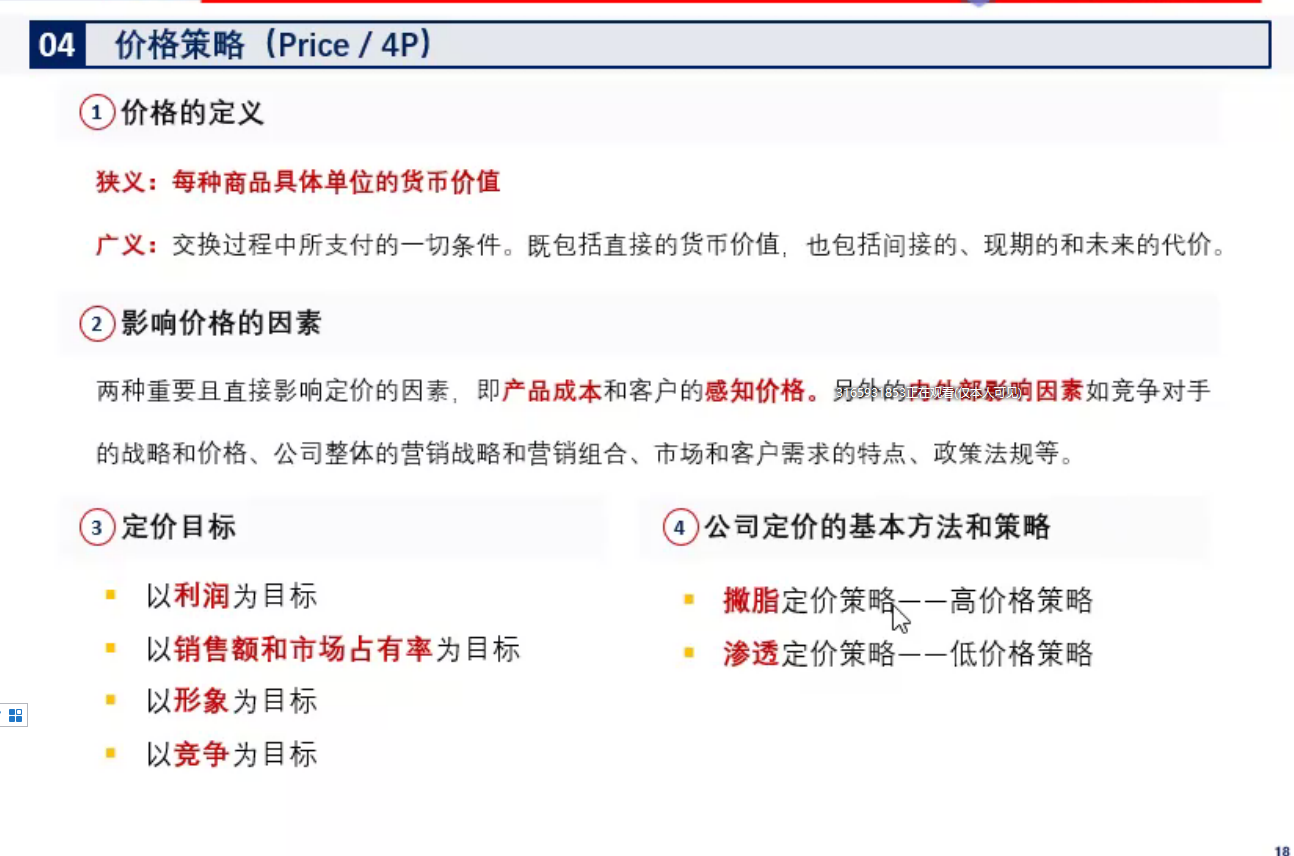 04 价格策略（Price / 4P）
1 价格的定义
狭义：每种商品具体单位的货币价值
广义：交换过程中所支付的一切条件。既包括直接的货币价值，也包括间接的、现期的和未来的代价。
2 影响价格的因素
两种重要且直接影响定价的因素，即产品成本和客户的感知价格。另外的内外部影响因素如竞争对手
的战略和价格、公司整体的营销战略和营销组合、市场和客户需求的特点、政策法规等。
3 定价目标
以利润为目标
以销售额和市场占有率为目标
以形象为目标
以竞争为目标
4 公司定价的基本方法和策略
撇脂定价策略——高价格策略
渗透定价策略——低价格策略
18